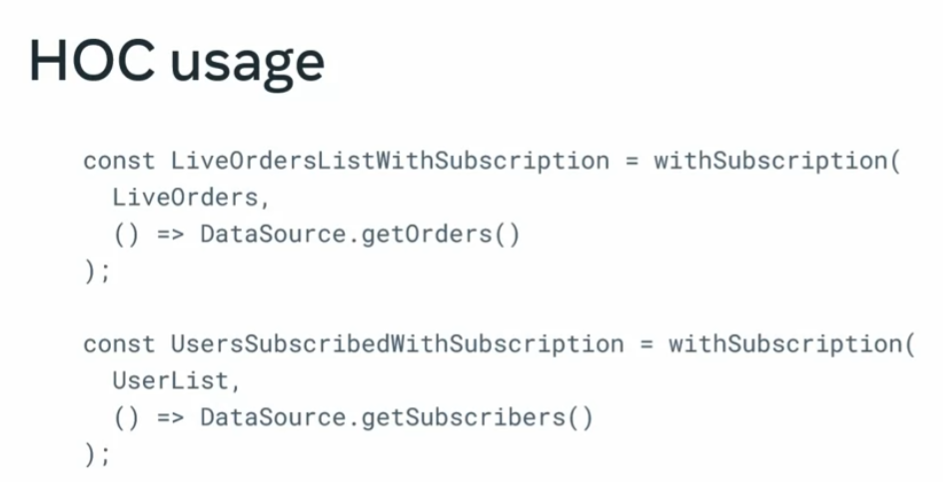 HOC usage
const LiveOrdersListWithSubscription = withSubscription(
LiveOrders,
() => DataSource.getOrders()
);
const UsersSubscribedWithSubscription = withSubscription(
UserList,
() => DataSource.getSubscribers()
);